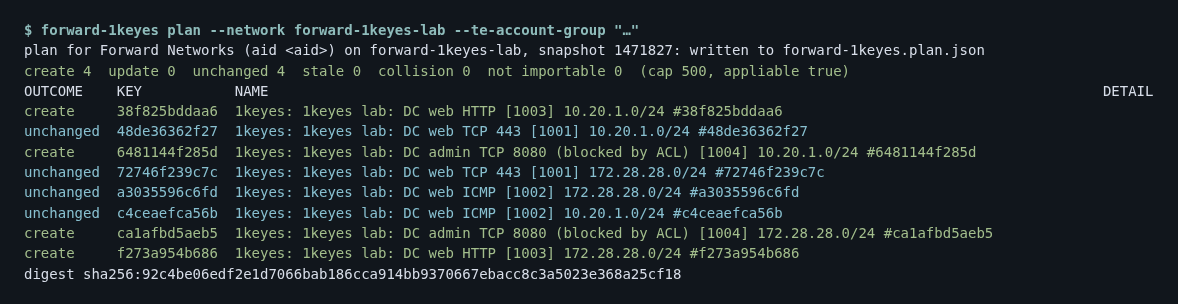 $ forward-1keyes plan --network forward-1keyes-lab --te-account-group "…"
plan for Forward Networks (aid <aid>) on forward-1keyes-lab, snapshot 1471827: written to forward-1keyes.plan.json
create 4  update 0  unchanged 4  stale 0  collision 0  not importable 0  (cap 500, appliable true)
OUTCOME    KEY           NAME    DETAIL
create     38f825bddaa6  1keyes: 1keyes lab: DC web HTTP [1003] 10.20.1.0/24 #38f825bddaa6
unchanged  48de36362f27  1keyes: 1keyes lab: DC web TCP 443 [1001] 10.20.1.0/24 #48de36362f27
create     6481144f285d  1keyes: 1keyes lab: DC admin TCP 8080 (blocked by ACL) [1004] 10.20.1.0/24 #6481144f285d
unchanged  72746f239c7c  1keyes: 1keyes lab: DC web TCP 443 [1001] 172.28.28.0/24 #72746f239c7c
unchanged  a3035596c6fd  1keyes: 1keyes lab: DC web ICMP [1002] 172.28.28.0/24 #a3035596c6fd
unchanged  c4ceaefca56b  1keyes: 1keyes lab: DC web ICMP [1002] 10.20.1.0/24 #c4ceaefca56b
create     ca1afbd5aeb5  1keyes: 1keyes lab: DC admin TCP 8080 (blocked by ACL) [1004] 172.28.28.0/24 #ca1afbd5aeb5
create     f273a954b686  1keyes: 1keyes lab: DC web HTTP [1003] 172.28.28.0/24 #f273a954b686
digest sha256:92c4be06edf2e1d7066bab186cca914bb9370667ebacc8c3a5023e368a25cf18